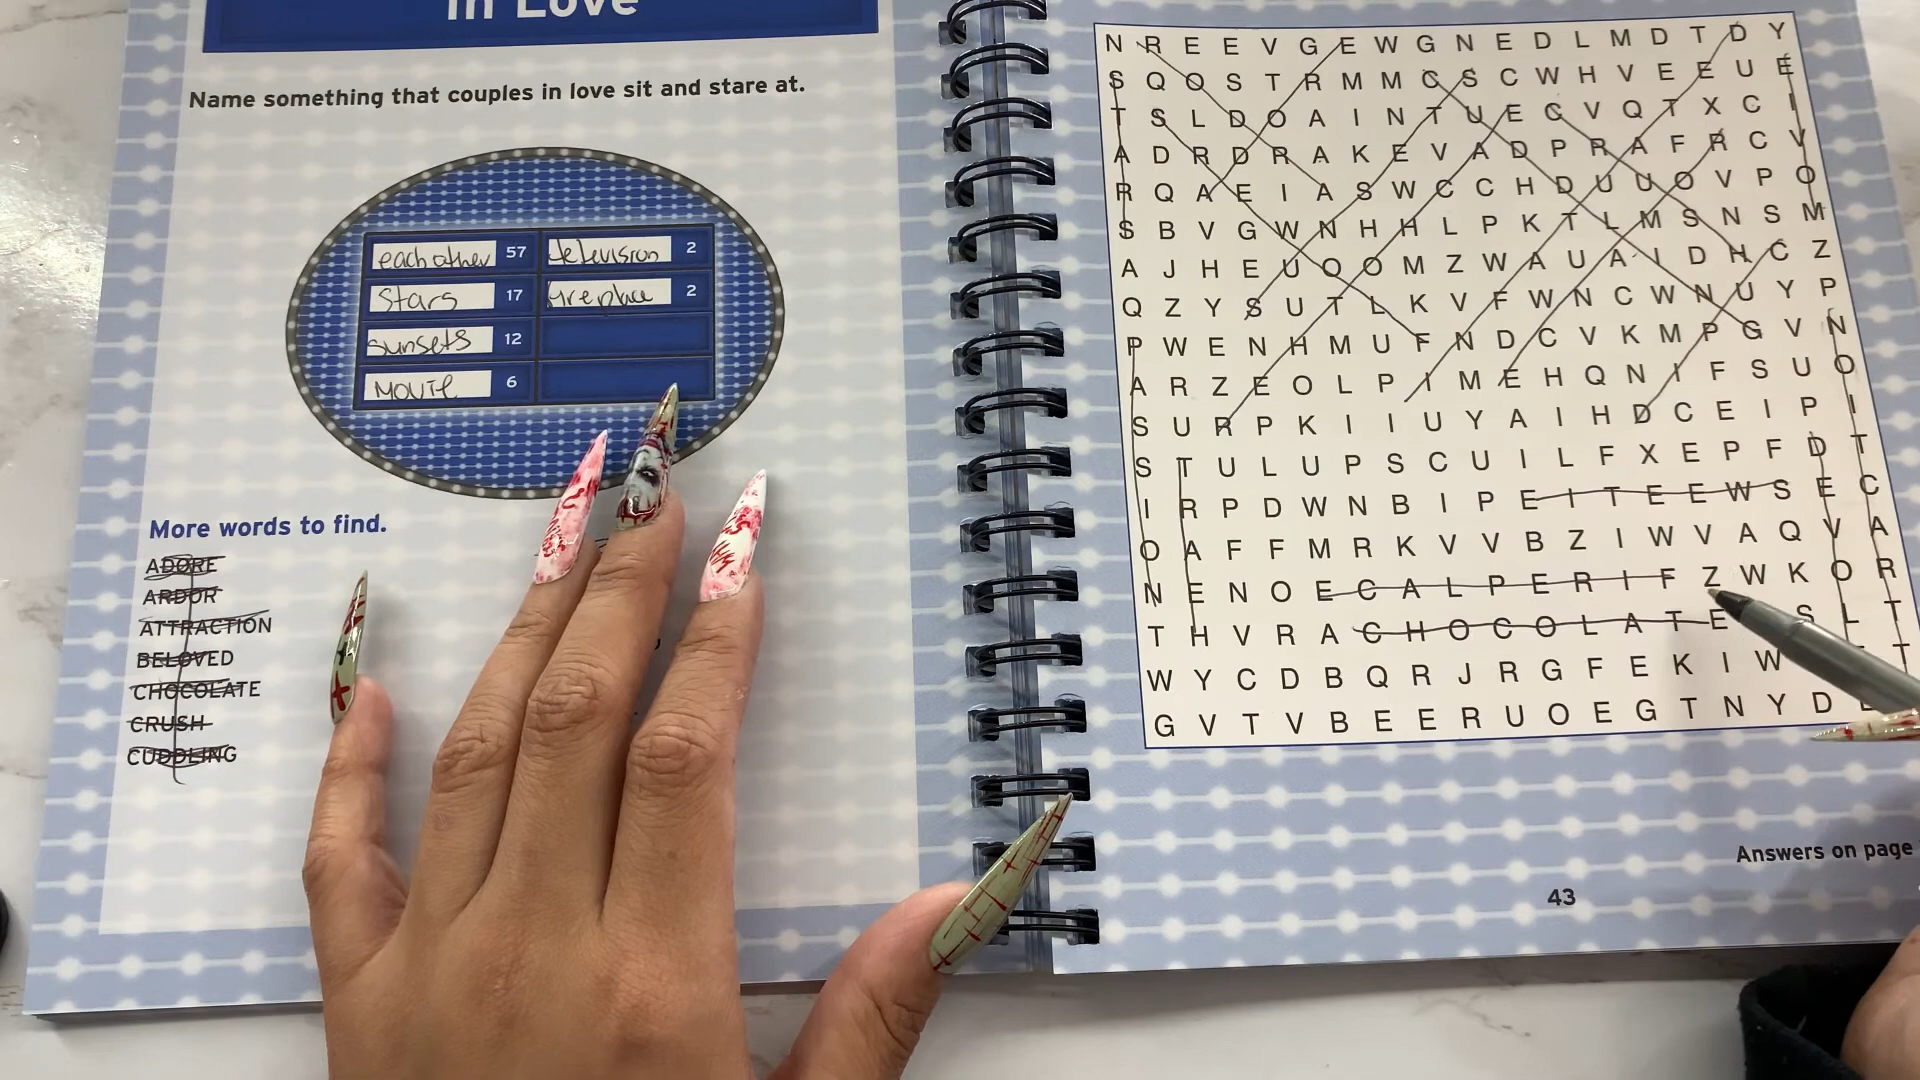 In Love
Name something that couples in love sit and stare at.
each other 57 television 2
Stars 17 fireplace 2
sunsets 12
Movie 6
More words to find.
ADORE
ARDOR
ATTRACTION
BELOVED
CHOCOLATE
CRUSH
CUDDLING
N R E E V G E W G N E D L M D T D Y
S Q O S T R M M C S C W H V E E U E
T S L D O A I N T U E C V Q T X C I
A D R D R A K E V A D P R A F R C V
R Q A E I A S W C C H D U U O V P O
S B V G W N H H L P K T L M S N S M
A J H E U O O M Z W A U A I D H C Z
Q Z Y S U T L K V F W N C W N U Y P
P W E N H M U F N D C V K M P G V N
A R Z E O L P I M E H Q N I F S U O
S U R P K I I U Y A I H D C E I P I
S T U L U P S C U I L F X E P F D T
I R P D W N B I P E I T E E W S E C
O A F F M R K V V B Z I W V A Q V A
N E N O E C A L P E R I F Z W K O R
T H V R A C H O C O L A T E S L T
W Y C D B Q R J R G F E K I W T
G V T V B E E R U O E G T N Y D
Answers on page
43